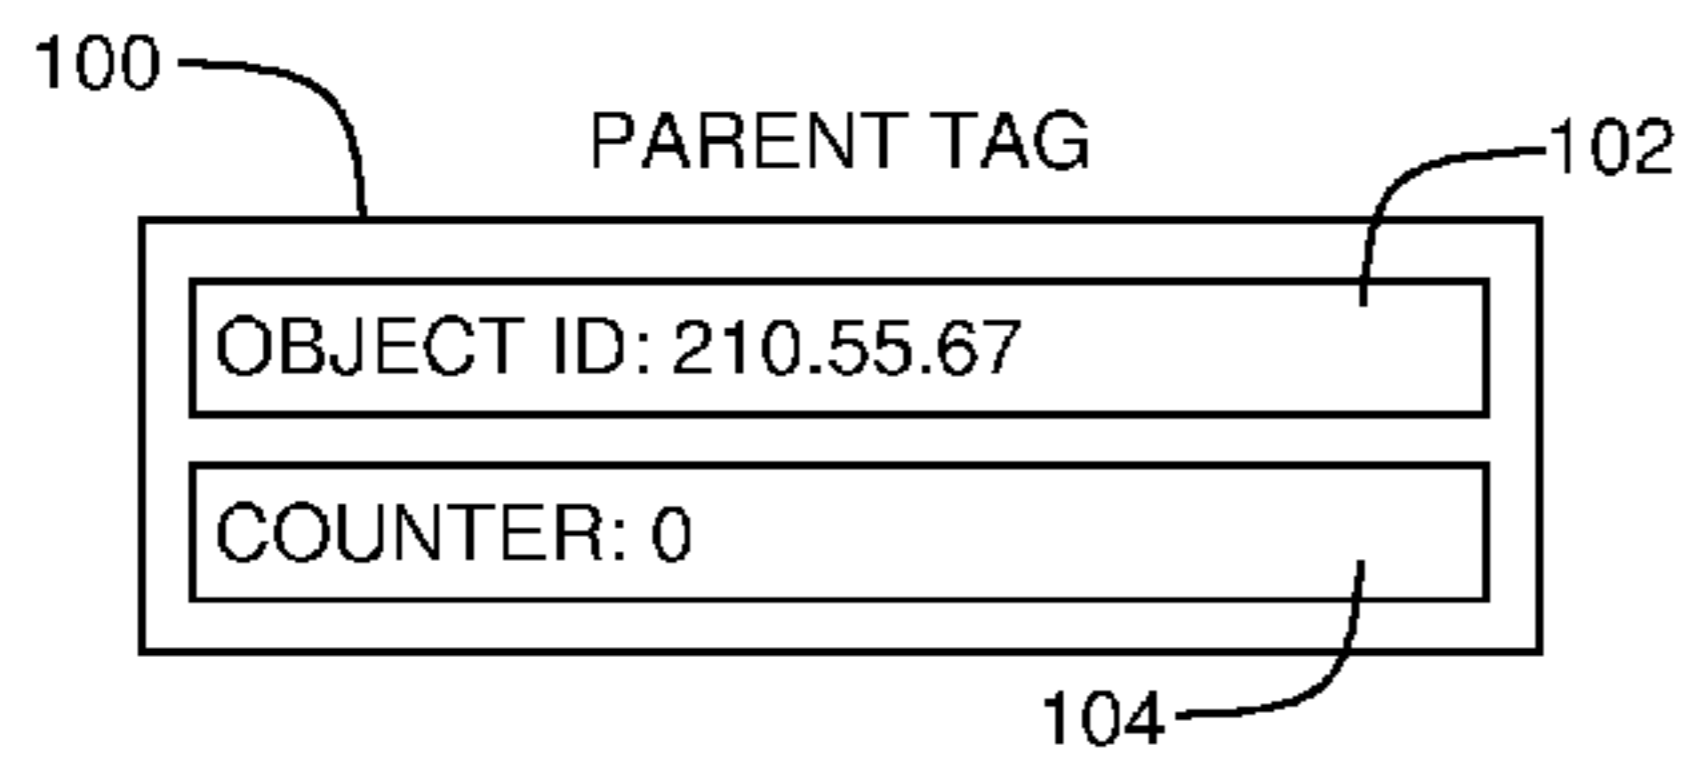 100
PARENT TAG
102
OBJECT ID: 210.55.67
COUNTER: 0
104